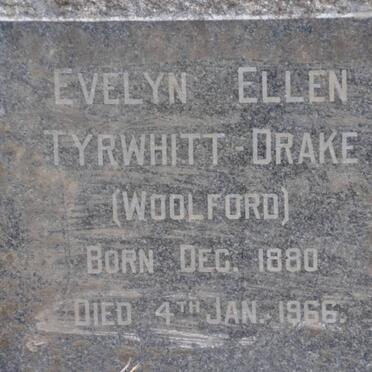 EVELYN ELLEN
TYRWHITT-DRAKE
(WOOLFORD)
BORN DEC. 1880
DIED 4TH JAN. 1966.